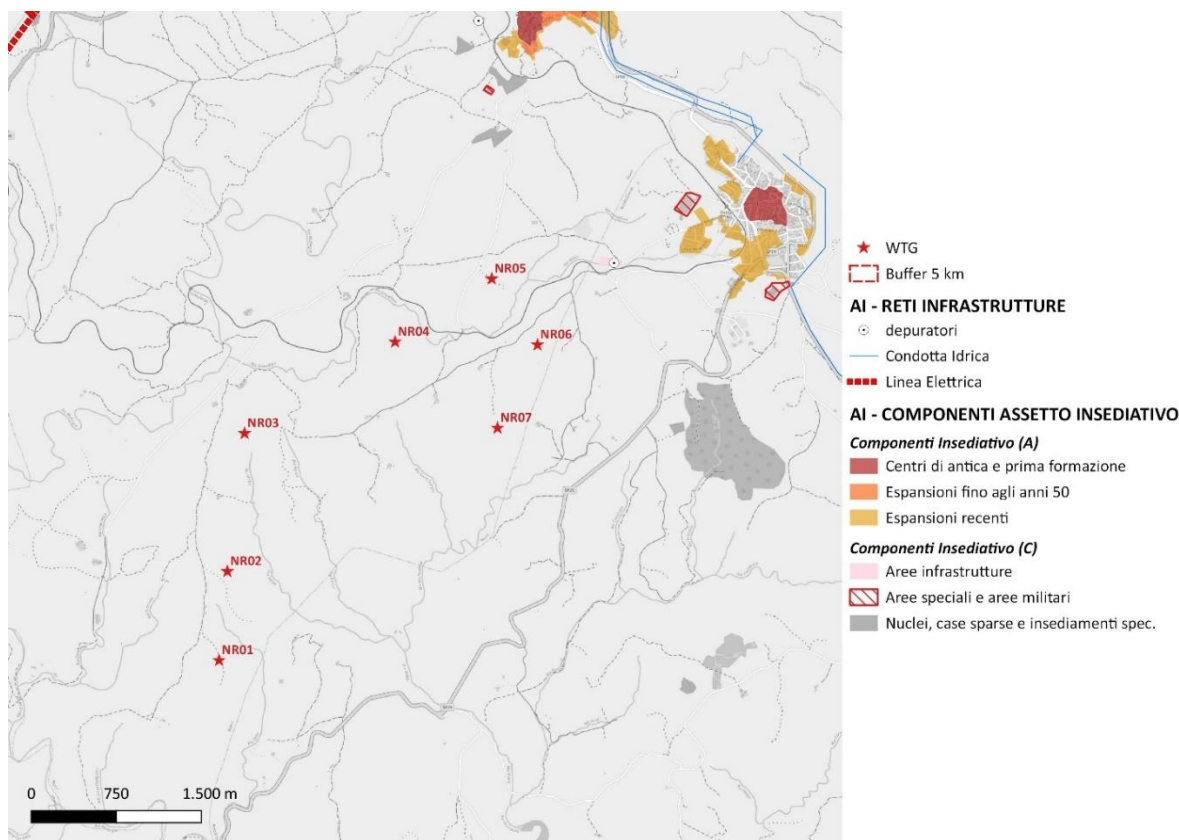 NR05
NR04
NR06
NR07
NR03
NR02
NR01
0 750 1.500 m
WTG
Buffer 5 km
AI - RETI INFRASTRUTTURE
depuratori
Condotta Idrica
Linea Elettrica
AI - COMPONENTI ASSETTO INSEDIATIVO
Componenti Insediativo (A)
Centri di antica e prima formazione
Espansioni fino agli anni 50
Espansioni recenti
Componenti Insediativo (C)
Aree infrastrutture
Aree speciali e aree militari
Nuclei, case sparse e insediamenti spec.